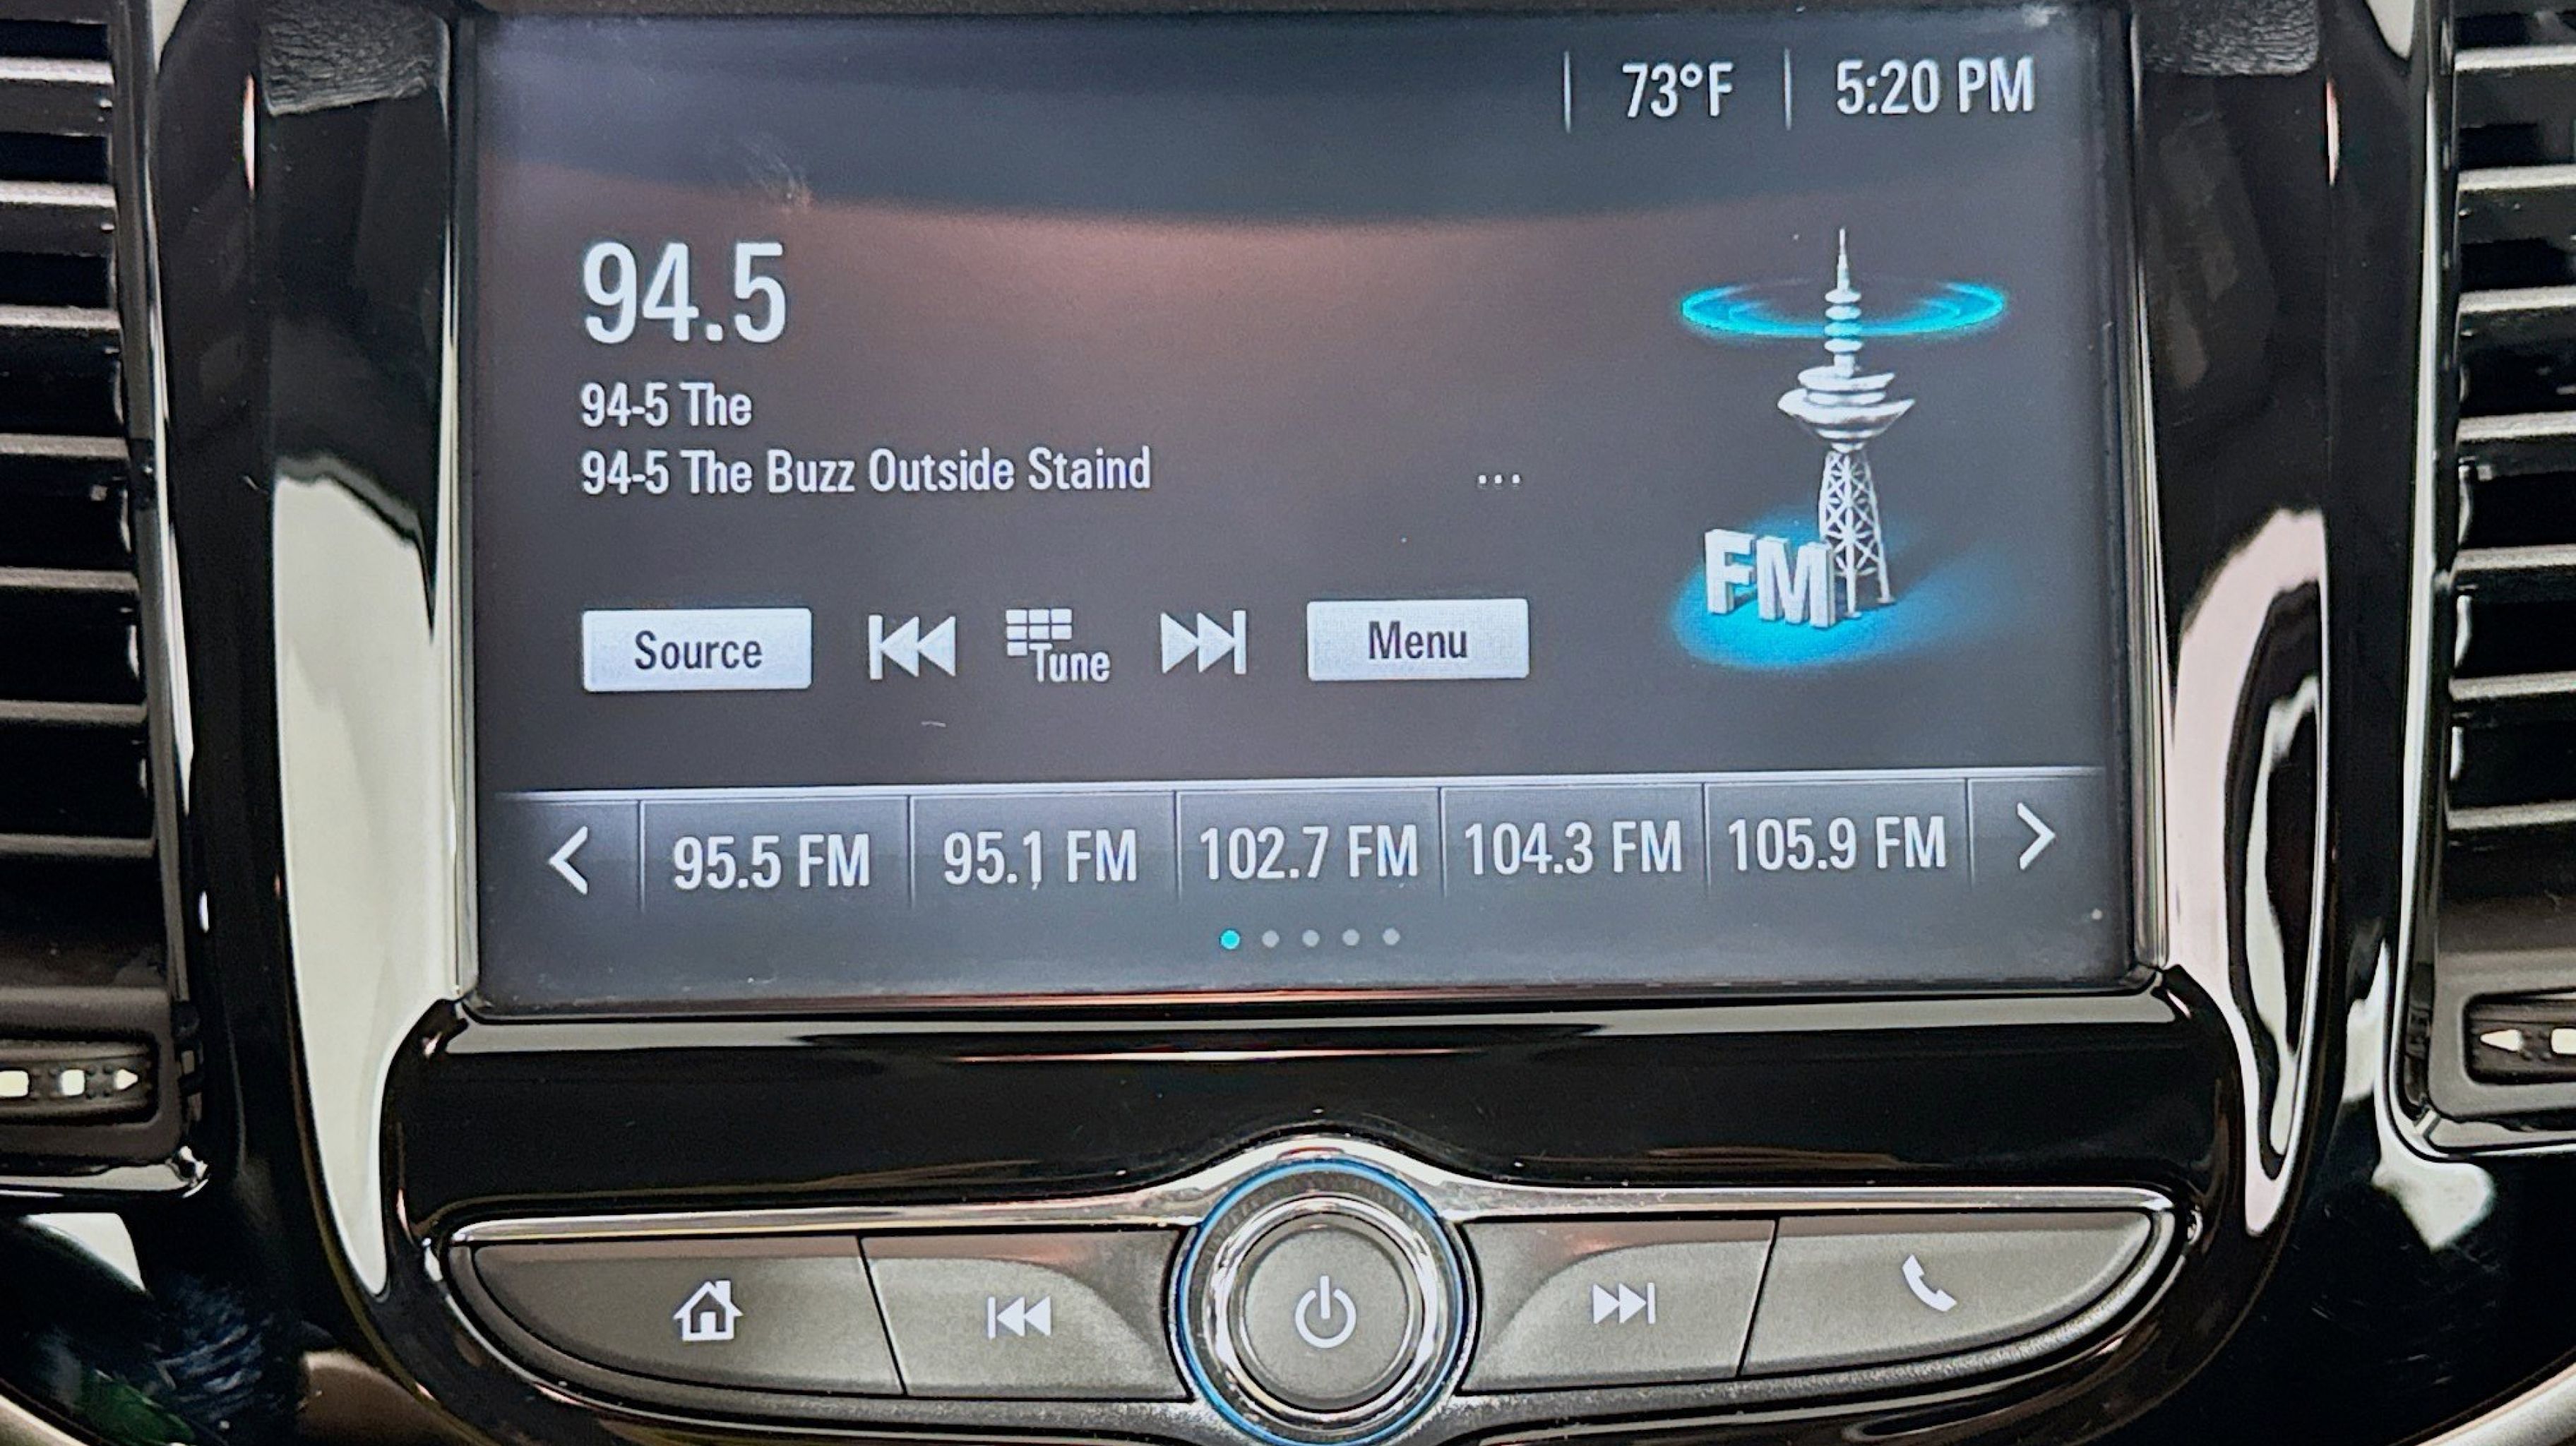 73°F 5:20 PM
94.5
94-5 The
94-5 The Buzz Outside Staind ...
FM
Source Tune Menu
95.5 FM 95.1 FM 102.7 FM 104.3 FM 105.9 FM